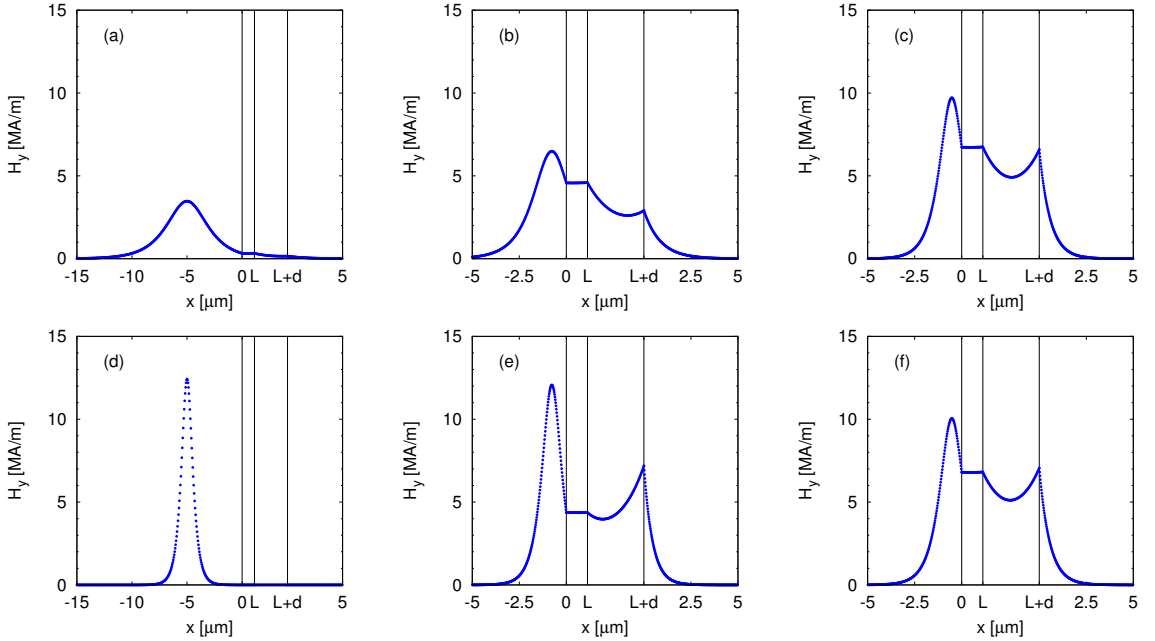 15 15 15
(a) (b) (c)
10 10 10
H_y [MA/m] H_y [MA/m] H_y [MA/m]
5 5 5
0 0 0
-15 -10 -5 0 L L+d 5 -5 -2.5 0 L L+d 2.5 5 -5 -2.5 0 L L+d 2.5 5
x [μm] x [μm] x [μm]
15 15 15
(d) (e) (f)
10 10 10
H_y [MA/m] H_y [MA/m] H_y [MA/m]
5 5 5
0 0 0
-15 -10 -5 0 L L+d 5 -5 -2.5 0 L L+d 2.5 5 -5 -2.5 0 L L+d 2.5 5
x [μm] x [μm] x [μm]